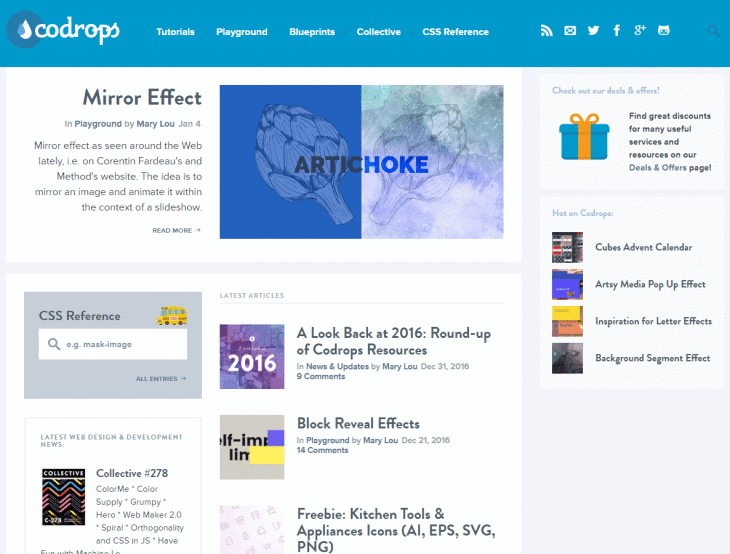 codrops
Tutorials
Playground
Blueprints
Collective
CSS Reference
Mirror Effect
In Playground by Mary Lou Jan 4
Mirror effect as seen around the Web
lately, i.e. on Corentin Fardeau's and
Method's website. The idea is to
mirror an image and animate it within
the context of a slideshow.
READ MORE →
ARTICHOKE
Check out our deals & offers!
Find great discounts
for many useful
services and
resources on our
Deals & Offers page!
Hot on Codrops:
Cubes Advent Calendar
Artsy Media Pop Up Effect
Inspiration for Letter Effects
Background Segment Effect
CSS Reference
e.g. mask-image
ALL ENTRIES →
LATEST WEB DESIGN & DEVELOPMENT
NEWS:
COLLECTIVE
C-278
Collective #278
ColorMe * Color
Supply * Grumpy *
Hero * Web Maker 2.0
* Spiral * Orthogonality
and CSS in JS * Have
Fun with Machine Le
LATEST ARTICLES
2016
A Look Back at 2016: Round-up
of Codrops Resources
In News & Updates by Mary Lou Dec 31, 2016
9 Comments
elf-imp
lim
Block Reveal Effects
In Playground by Mary Lou Dec 21, 2016
14 Comments
Freebie: Kitchen Tools &
Appliances Icons (AI, EPS, SVG,
PNG)